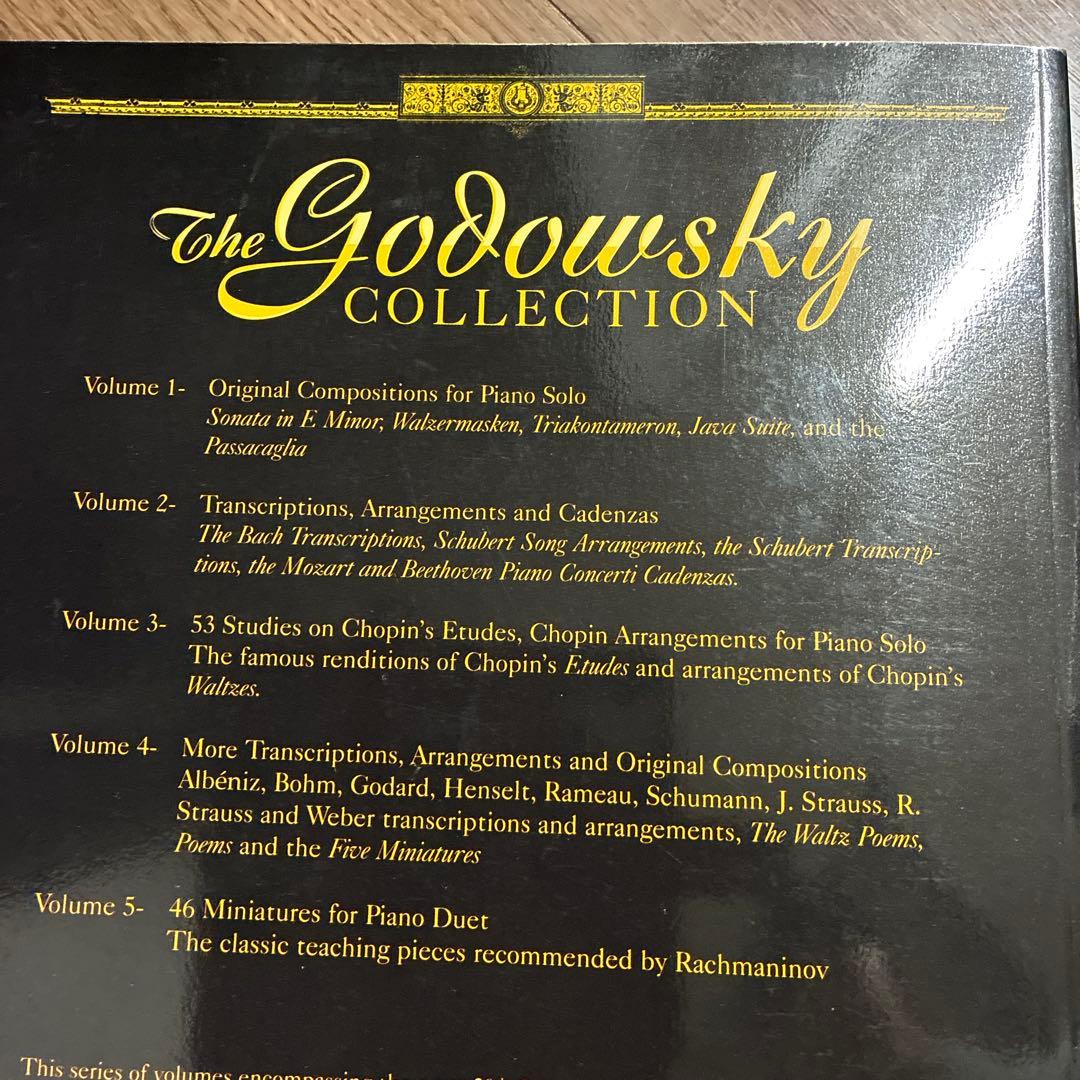 The Godowsky
COLLECTION
Volume 1- Original Compositions for Piano Solo
Sonata in E Minor, Walzermasken, Triakontameron, Java Suite, and the
Passacaglia
Volume 2- Transcriptions, Arrangements and Cadenzas
The Bach Transcriptions, Schubert Song Arrangements, the Schubert Transcrip-
tions, the Mozart and Beethoven Piano Concerti Cadenzas.
Volume 3- 53 Studies on Chopin's Etudes, Chopin Arrangements for Piano Solo
The famous renditions of Chopin's Etudes and arrangements of Chopin's
Waltzes.
Volume 4- More Transcriptions, Arrangements and Original Compositions
Albéniz, Bohm, Godard, Henselt, Rameau, Schumann, J. Strauss, R.
Strauss and Weber transcriptions and arrangements, The Waltz Poems,
Poems and the Five Miniatures
Volume 5- 46 Miniatures for Piano Duet
The classic teaching pieces recommended by Rachmaninov
This series of volumes encompassing